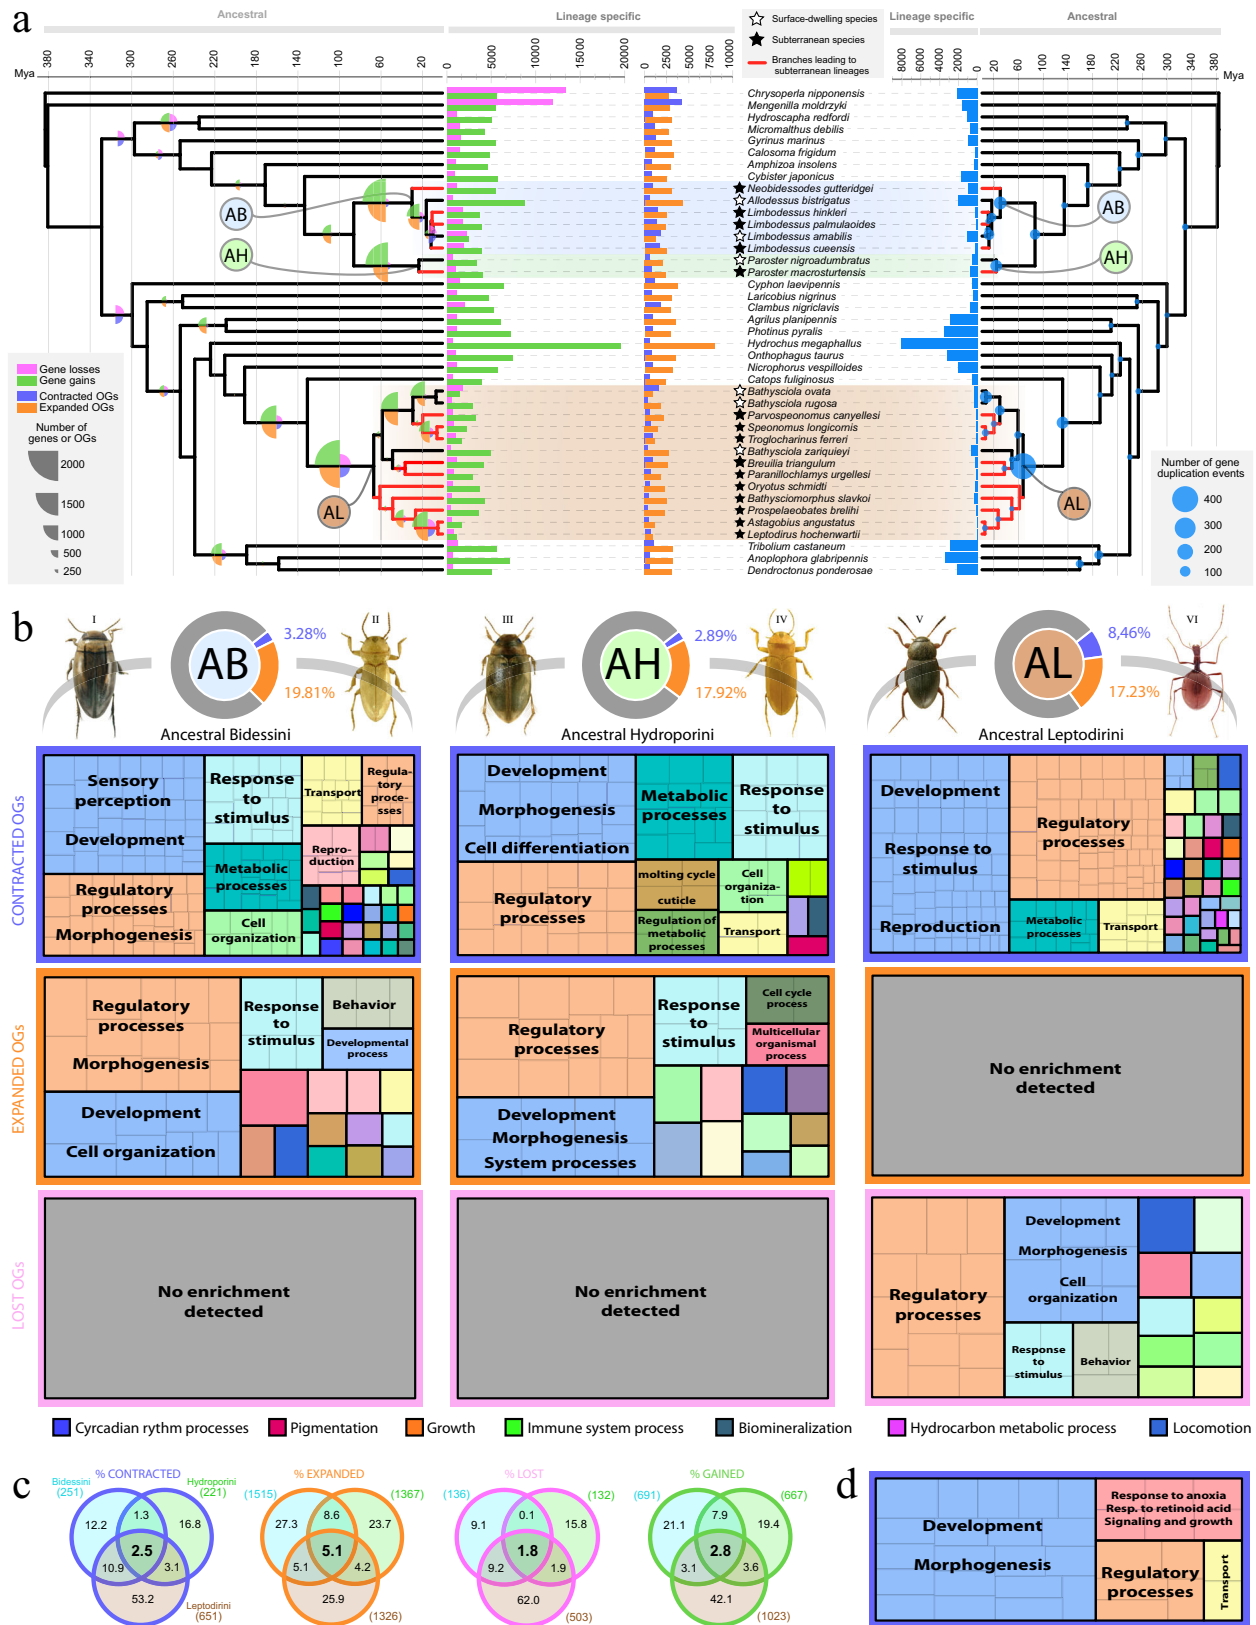 a
Ancestral
Lineage specific
Lineage specific
Ancestral
Surface-dwelling species
Subterranean species
Branches leading to
subterranean lineages
Mya
380
340
300
260
220
180
140
100
60
20
0
5000
10000
15000
20000
0
2500
5000
7500
10000
8000
6000
4000
2000
0
20
60
100
140
180
220
260
300
340
380
Mya
Chrysoperla nipponensis
Mengenilla moldrzyki
Hydroscapha redfordi
Micromalthus debilis
Gyrinus marinus
Calosoma frigidum
Amphizoa insolens
Cybister japonicus
Neobidessodes gutteridgei
Allodessus bistrigatus
Limbodessus hinkleri
Limbodessus palmulaoides
Limbodessus amabilis
Limbodessus cueensis
Paroster nigroadumbratus
Paroster macrosturtensis
Cyphon laevipennis
Laricobius nigrinus
Clambus nigriclavis
Agrilus planipennis
Photinus pyralis
Hydrochus megaphallus
Onthophagus taurus
Nicrophorus vespilloides
Catops fuliginosus
Bathysciola ovata
Bathysciola rugosa
Parvospeonomus canyellesi
Speonomus longicornis
Troglocharinus ferreri
Bathysciola zariquieyi
Breuilia triangulum
Paranillochlamys urgellesi
Oryotus schmidti
Bathysciomorphus slavkoi
Prospelaeobates brelihi
Astagobius angustatus
Leptodirus hochenwartii
Tribolium castaneum
Anoplophora glabripennis
Dendroctonus ponderosae
AB
AH
AL
AB
AH
AL
Gene losses
Gene gains
Contracted OGs
Expanded OGs
Number of
genes or OGs
2000
1500
1000
500
250
Number of gene
duplication events
400
300
200
100
b
I
AB
3.28%
19.81%
II
Ancestral Bidessini
III
AH
2.89%
17.92%
IV
Ancestral Hydroporini
V
AL
8,46%
17.23%
VI
Ancestral Leptodirini
CONTRACTED OGs
Sensory
perception
Development
Regulatory
processes
Morphogenesis
Response
to
stimulus
Metabolic
processes
Cell
organization
Transport
Regula-
tory
proce-
sses
Repro-
duction
Development
Morphogenesis
Cell differentiation
Regulatory
processes
Metabolic
processes
Response
to
stimulus
molting cycle
cuticle
Regulation of
metabolic
processes
Cell
organiza-
tion
Transport
Development
Response to
stimulus
Reproduction
Regulatory
processes
Metabolic
processes
Transport
EXPANDED OGs
Regulatory
processes
Morphogenesis
Development
Cell organization
Response
to
stimulus
Behavior
Developmental
process
Regulatory
processes
Development
Morphogenesis
System processes
Response
to
stimulus
Cell cycle
process
Multicellular
organismal
process
No enrichment
detected
LOST OGs
No enrichment
detected
No enrichment
detected
Regulatory
processes
Development
Morphogenesis
Cell
organization
Response
to
stimulus
Behavior
Cyrcadian rythm processes
Pigmentation
Growth
Immune system process
Biomineralization
Hydrocarbon metabolic process
Locomotion
c
% CONTRACTED
Bidessini
(251)
Hydroporini
(221)
12.2
1.3
16.8
2.5
10.9
3.1
53.2
Leptodirini
(651)
% EXPANDED
(1515)
(1367)
27.3
8.6
23.7
5.1
5.1
4.2
25.9
(1326)
% LOST
(136)
(132)
9.1
0.1
15.8
1.8
9.2
1.9
62.0
(503)
% GAINED
(691)
(667)
21.1
7.9
19.4
2.8
3.1
3.6
42.1
(1023)
d
Development
Morphogenesis
Response to anoxia
Resp. to retinoid acid
Signaling and growth
Regulatory
processes
Transport